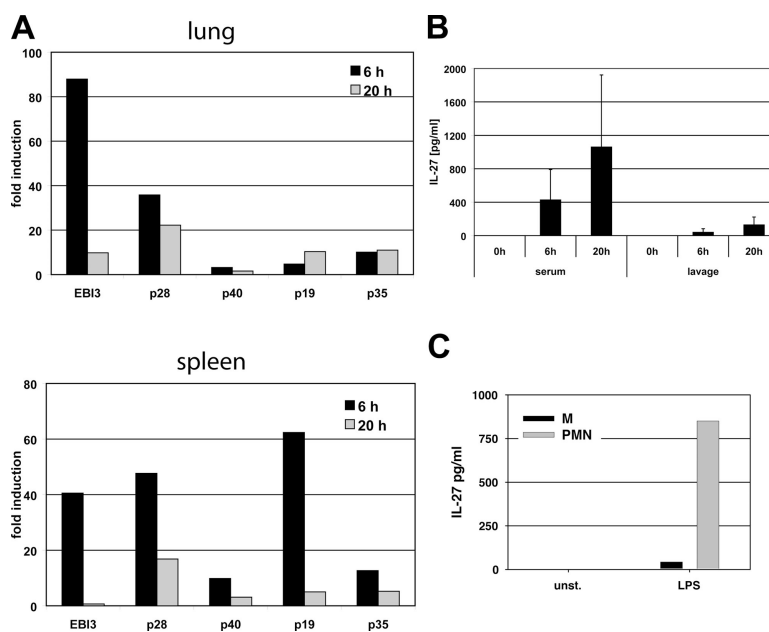 A
lung
fold induction
100
80
60
40
20
0
6 h
20 h
EBI3 p28 p40 p19 p35
spleen
fold induction
80
60
40
20
0
6 h
20 h
EBI3 p28 p40 p19 p35
B
IL-27 [pg/ml]
2000
1600
1200
800
400
0
0h 6h 20h 0h 6h 20h
serum lavage
C
IL-27 pg/ml
1000
750
500
250
0
M
PMN
unst. LPS